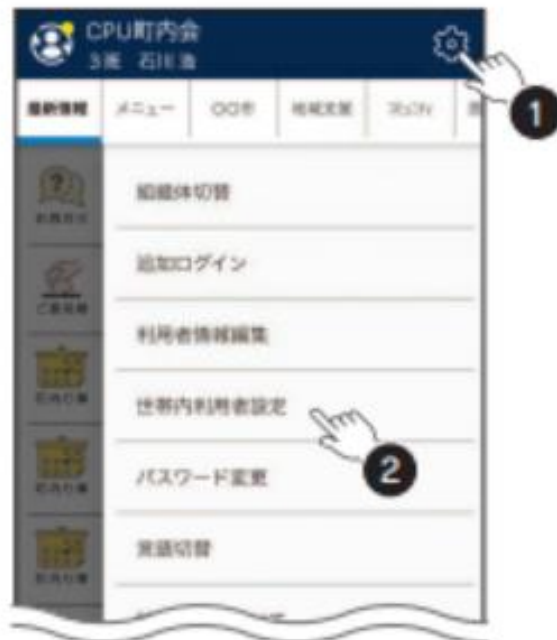 CPU町内会
3班 石川 浩
最新情報 メニュー 〇〇市 地域支援
1
組織体切替
追加ログイン
利用者情報編集
世帯内利用者設定
2
パスワード変更
言語切替